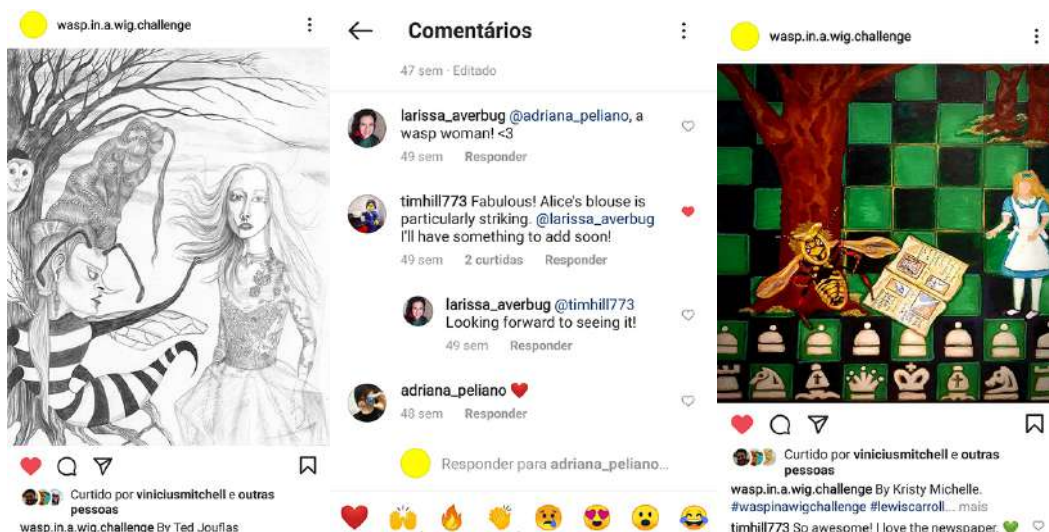 wasp.in.a.wig.challenge
Curtido por viniciusmitchell e outras
pessoas
wasp.in.a.wig.challenge By Ted Jouflas
Comentários
47 sem · Editado
larissa_averbug @adriana_peliano, a
wasp woman! <3
49 sem Responder
timhill773 Fabulous! Alice's blouse is
particularly striking. @larissa_averbug
I'll have something to add soon!
49 sem 2 curtidas Responder
larissa_averbug @timhill773
Looking forward to seeing it!
49 sem Responder
adriana_peliano ❤️
48 sem Responder
Responder para adriana_peliano...
wasp.in.a.wig.challenge
Curtido por viniciusmitchell e outras
pessoas
wasp.in.a.wig.challenge By Kristy Michelle.
#waspinawigchallenge #lewiscarroll... mais
timhill773 So awesome! I love the newspaper. 💚